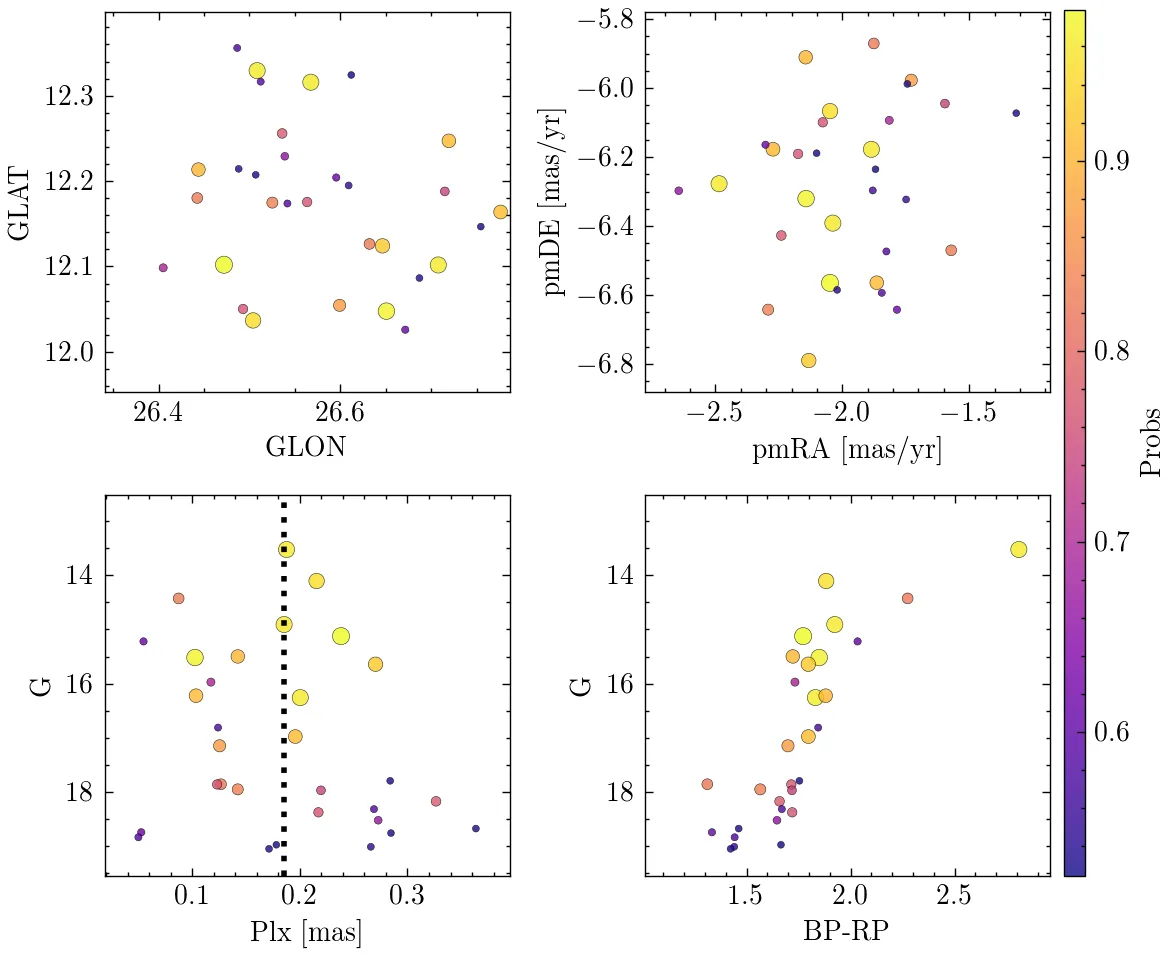 12.3
12.2
12.1
12.0
GLAT
26.4 26.6
GLON
−5.8
−6.0
−6.2
−6.4
−6.6
−6.8
pmDE [mas/yr]
−2.5 −2.0 −1.5
pmRA [mas/yr]
14
16
18
G
0.1 0.2 0.3
Plx [mas]
14
16
18
G
1.5 2.0 2.5
BP-RP
0.9
0.8
0.7
0.6
Probs